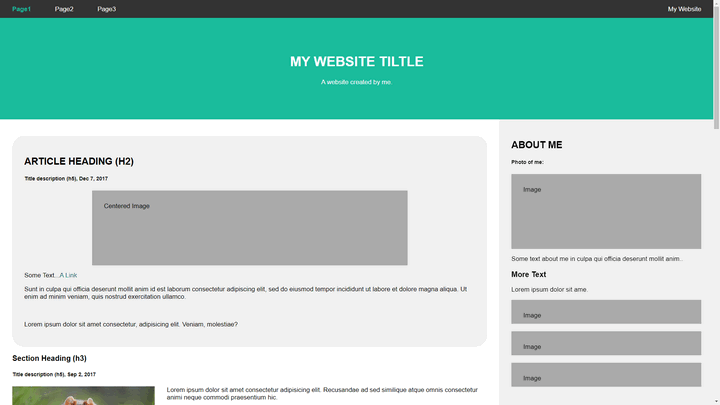 Page1 Page2 Page3 My Website
MY WEBSITE TILTLE
A website created by me.
ARTICLE HEADING (H2)
Title description (h5), Dec 7, 2017
Centered Image
Some Text...A Link
Sunt in culpa qui officia deserunt mollit anim id est laborum consectetur adipiscing elit, sed do eiusmod tempor incididunt ut labore et dolore magna aliqua. Ut
enim ad minim veniam, quis nostrud exercitation ullamco.
Lorem ipsum dolor sit amet consectetur, adipisicing elit. Veniam, molestiae?
Section Heading (h3)
Title description (h5), Sep 2, 2017
Lorem ipsum dolor sit amet consectetur, adipisicing elit. Recusandae ad sed similique atque omnis consectetur
animi neque commodi praesentium hic.
ABOUT ME
Photo of me:
Image
Some text about me in culpa qui officia deserunt mollit anim..
More Text
Lorem ipsum dolor sit ame.
Image
Image
Image